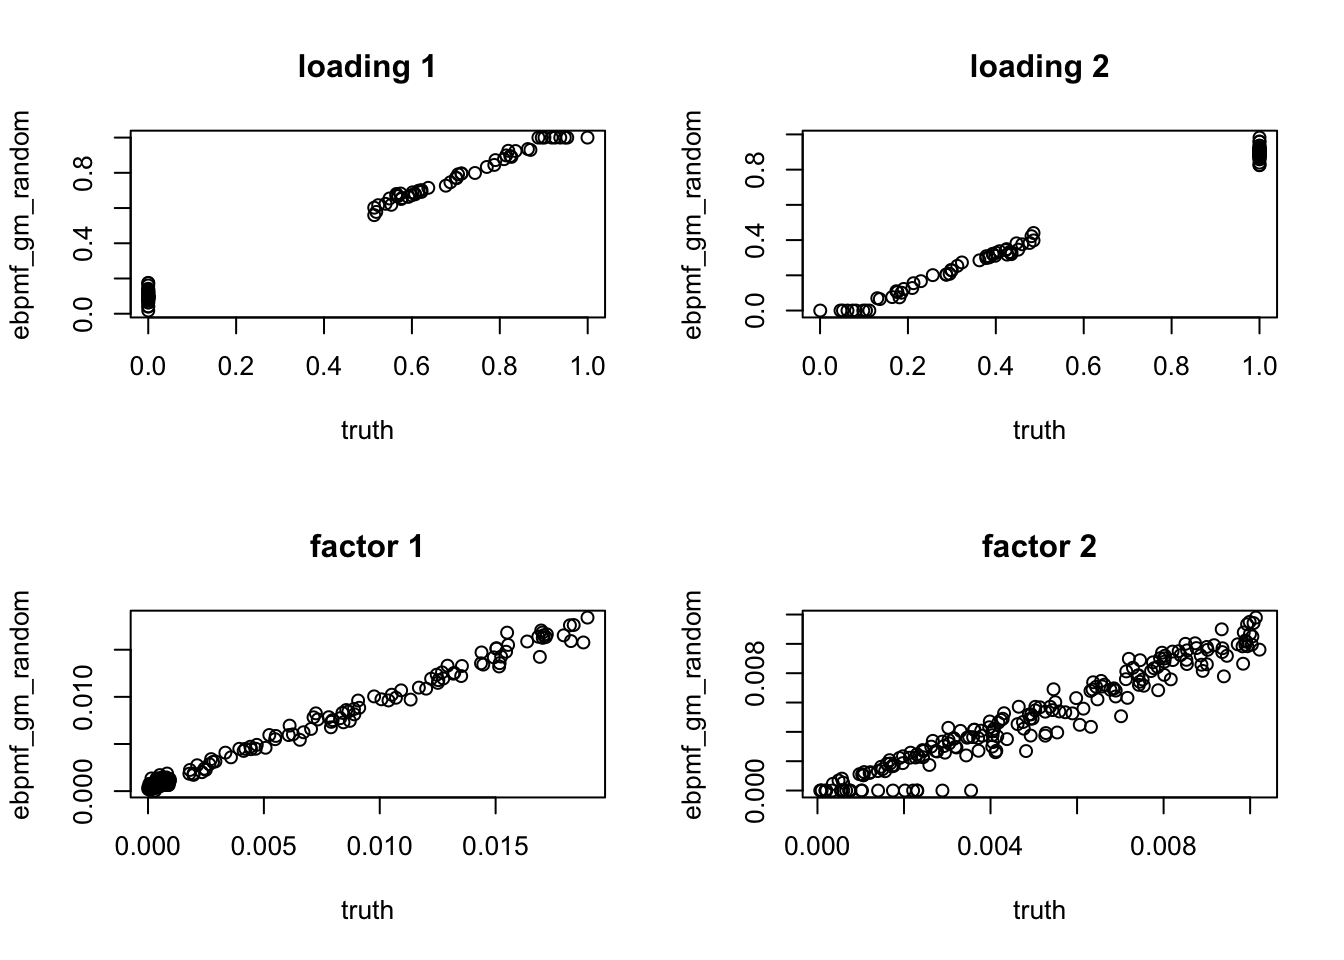 loading 1
ebpmf_gm_random
0.0 0.4 0.8
0.0 0.2 0.4 0.6 0.8 1.0
truth
loading 2
ebpmf_gm_random
0.0 0.4 0.8
0.0 0.2 0.4 0.6 0.8 1.0
truth
factor 1
ebpmf_gm_random
0.000 0.010
0.000 0.005 0.010 0.015
truth
factor 2
ebpmf_gm_random
0.000 0.008
0.000 0.004 0.008
truth